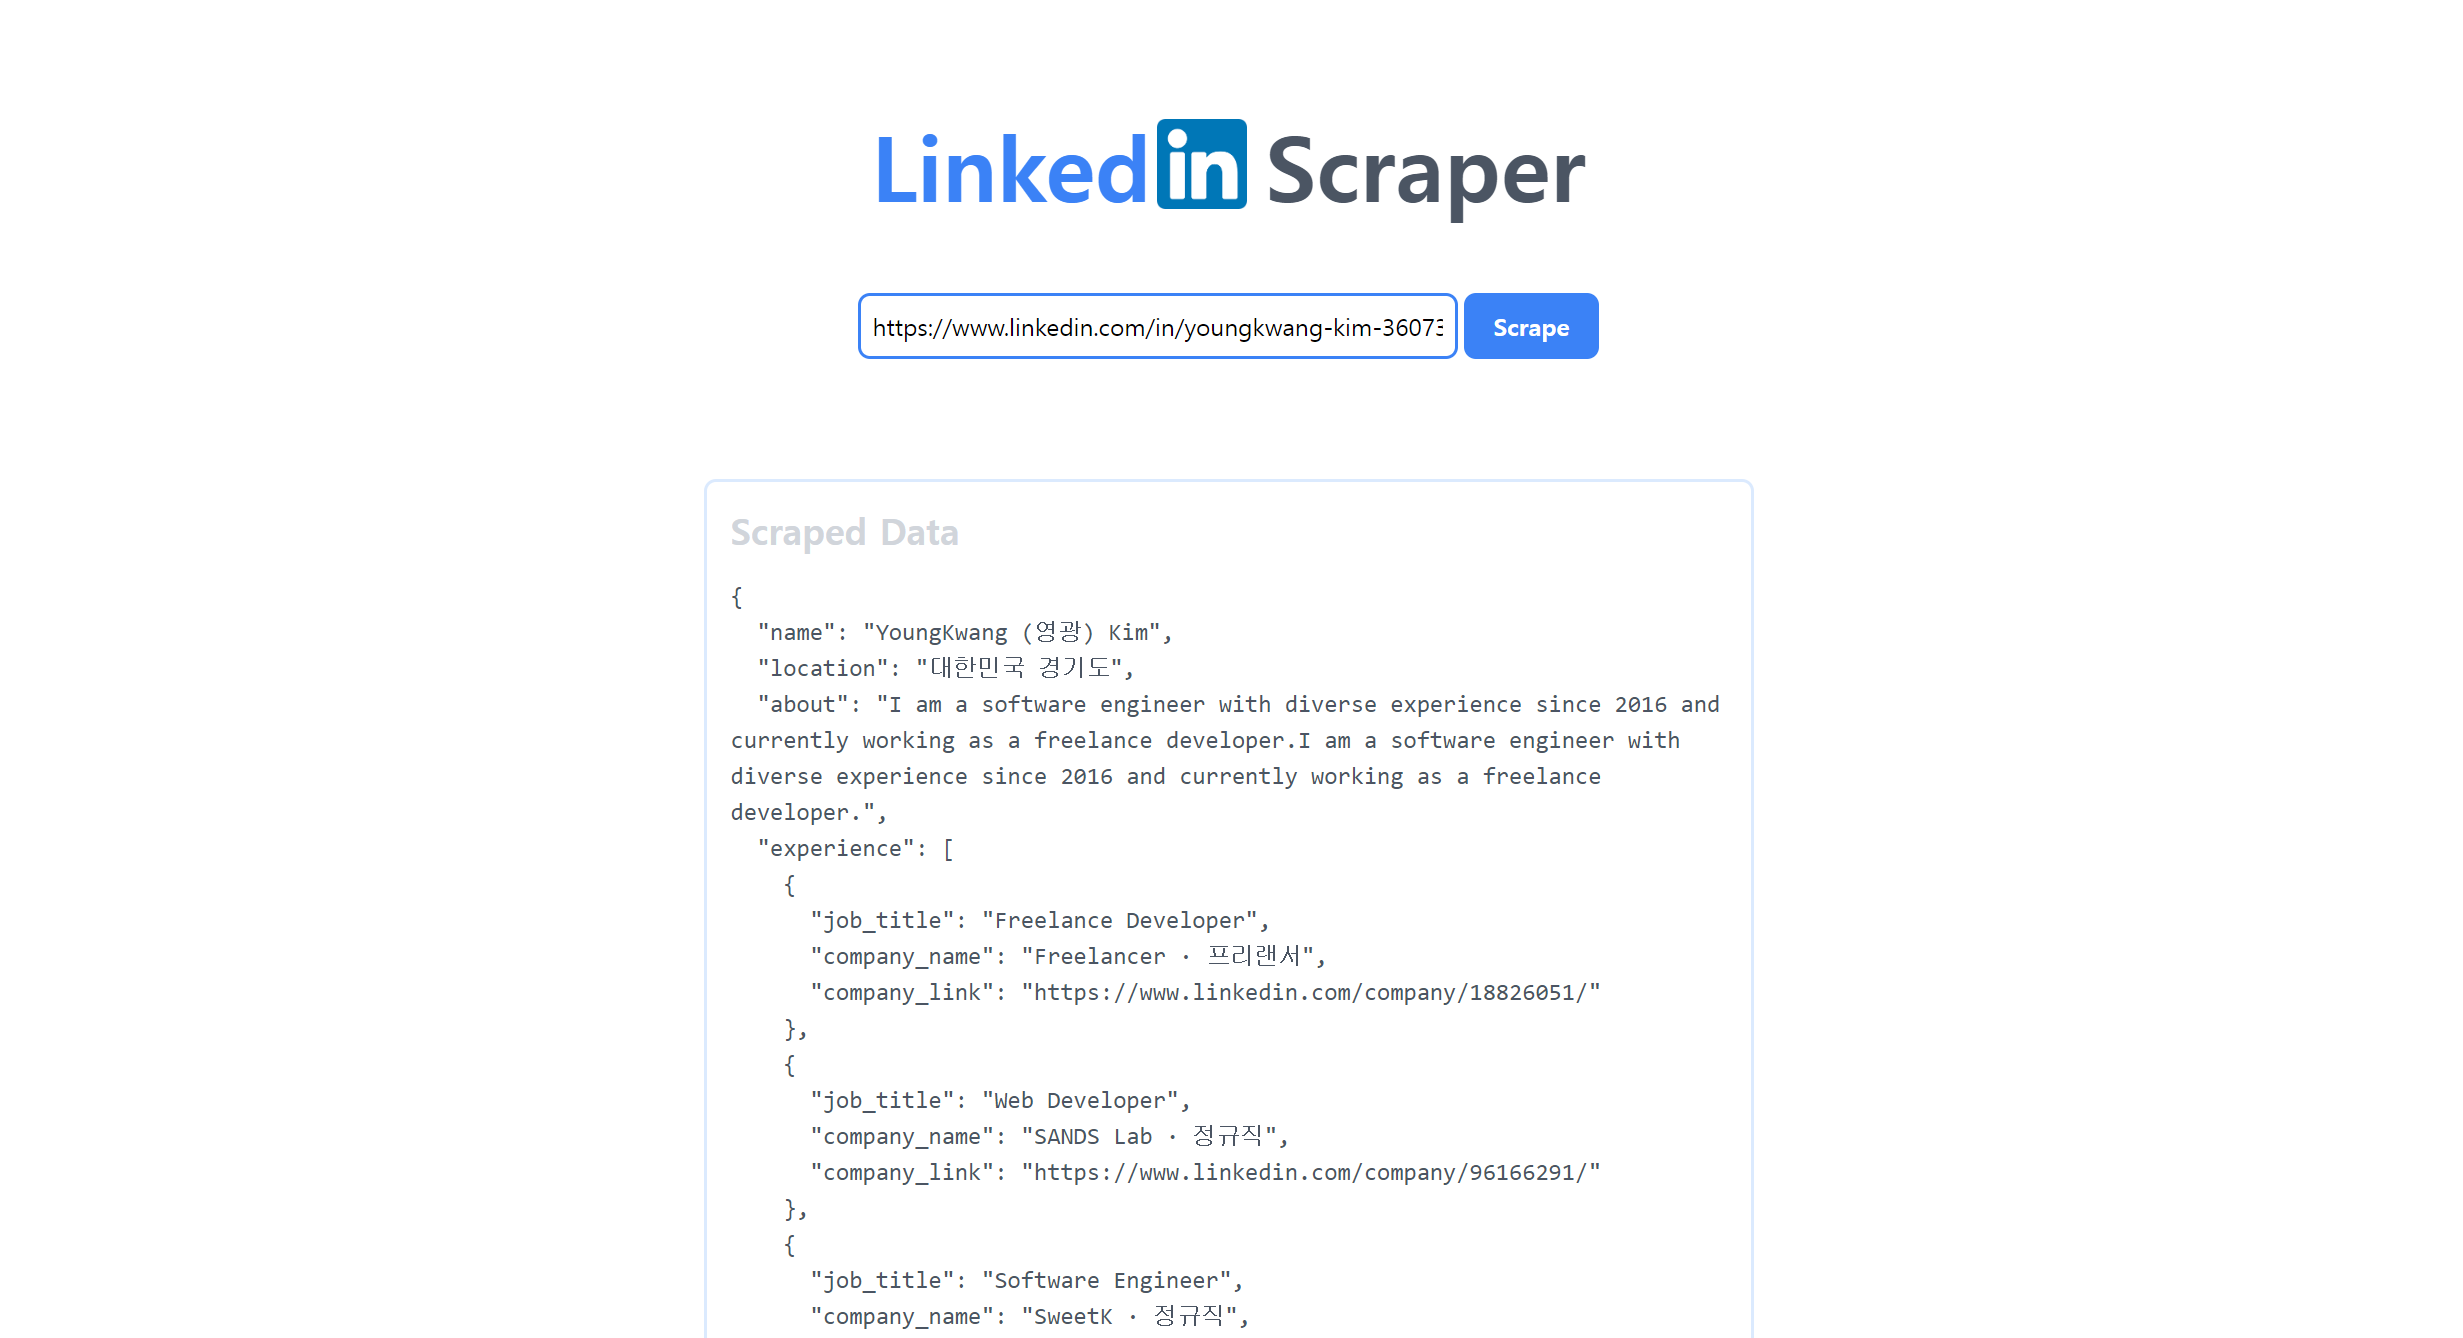 Linkedin Scraper
https://www.linkedin.com/in/youngkwang-kim-36073
Scrape
Scraped Data
{
"name": "YoungKwang (영광) Kim",
"location": "대한민국 경기도",
"about": "I am a software engineer with diverse experience since 2016 and
currently working as a freelance developer.I am a software engineer with
diverse experience since 2016 and currently working as a freelance
developer.",
"experience": [
{
"job_title": "Freelance Developer",
"company_name": "Freelancer · 프리랜서",
"company_link": "https://www.linkedin.com/company/18826051/"
},
{
"job_title": "Web Developer",
"company_name": "SANDS Lab · 정규직",
"company_link": "https://www.linkedin.com/company/96166291/"
},
{
"job_title": "Software Engineer",
"company_name": "SweetK · 정규직",